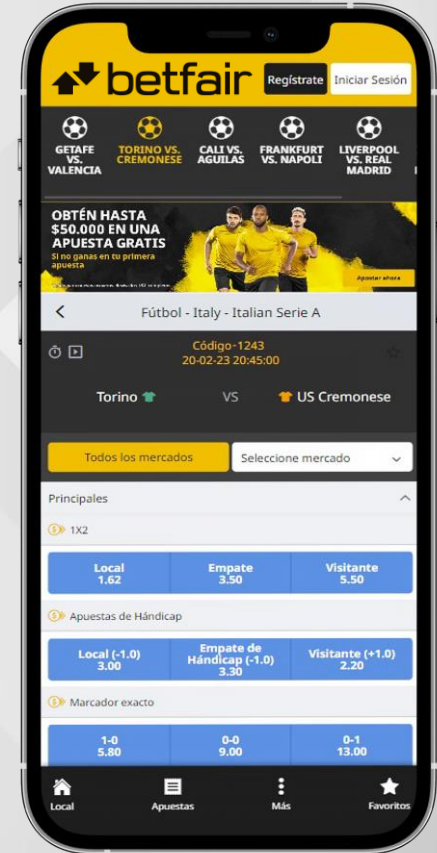 betfair
Regístrate
Iniciar Sesión
GETAFE
VS.
VALENCIA
TORINO VS.
CREMONESE
CALI VS.
AGUILAS
FRANKFURT
VS. NAPOLI
LIVERPOOL
VS. REAL
MADRID
OBTÉN HASTA
$50.000 EN UNA
APUESTA GRATIS
Si no ganas en tu primera
apuesta
Apostar ahora
Fútbol - Italy - Italian Serie A
Código-1243
20-02-23 20:45:00
Torino VS US Cremonese
Todos los mercados
Seleccione mercado
Principales
1X2
Local
1.62
Empate
3.50
Visitante
5.50
Apuestas de Hándicap
Local (-1.0)
3.00
Empate de
Hándicap (-1.0)
3.30
Visitante (+1.0)
2.20
Marcador exacto
1-0
5.80
0-0
9.00
0-1
13.00
Local
Apuestas
Más
Favoritos